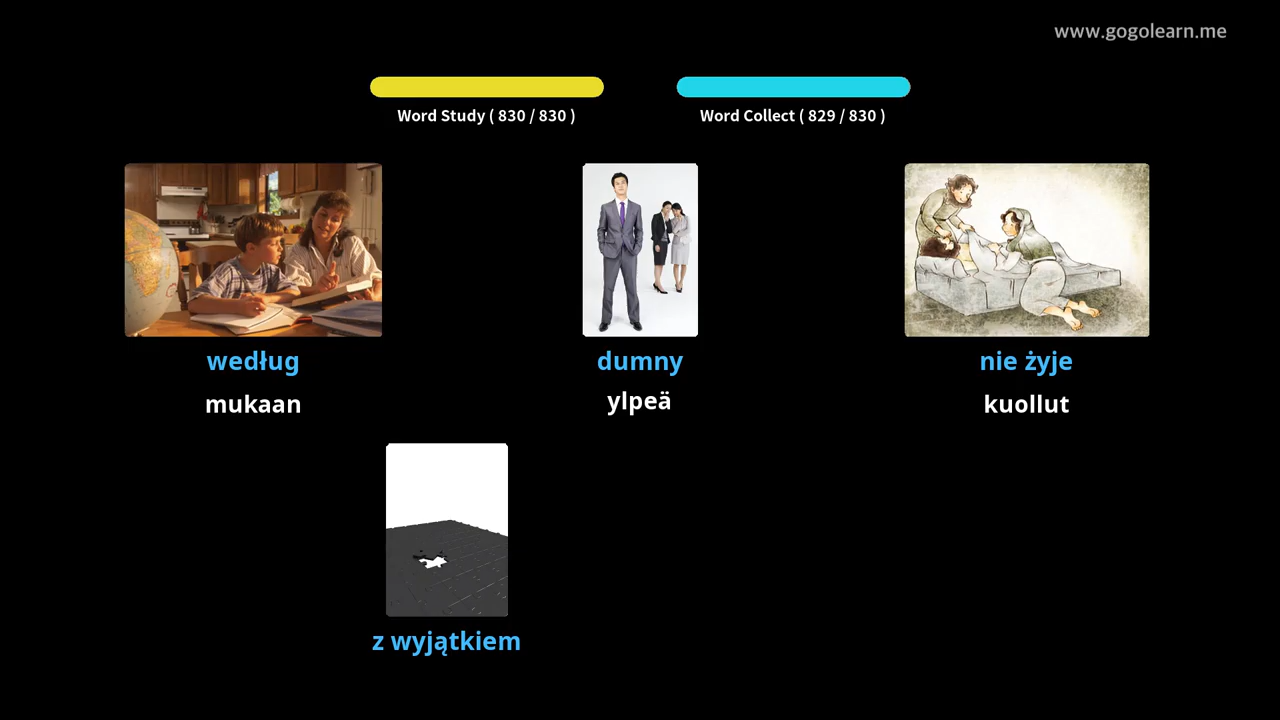 www.gogolearn.me
Word Study ( 830 / 830 )
Word Collect ( 829 / 830 )
według
dumny
nie żyje
mukaan
ylpeä
kuollut
z wyjątkiem